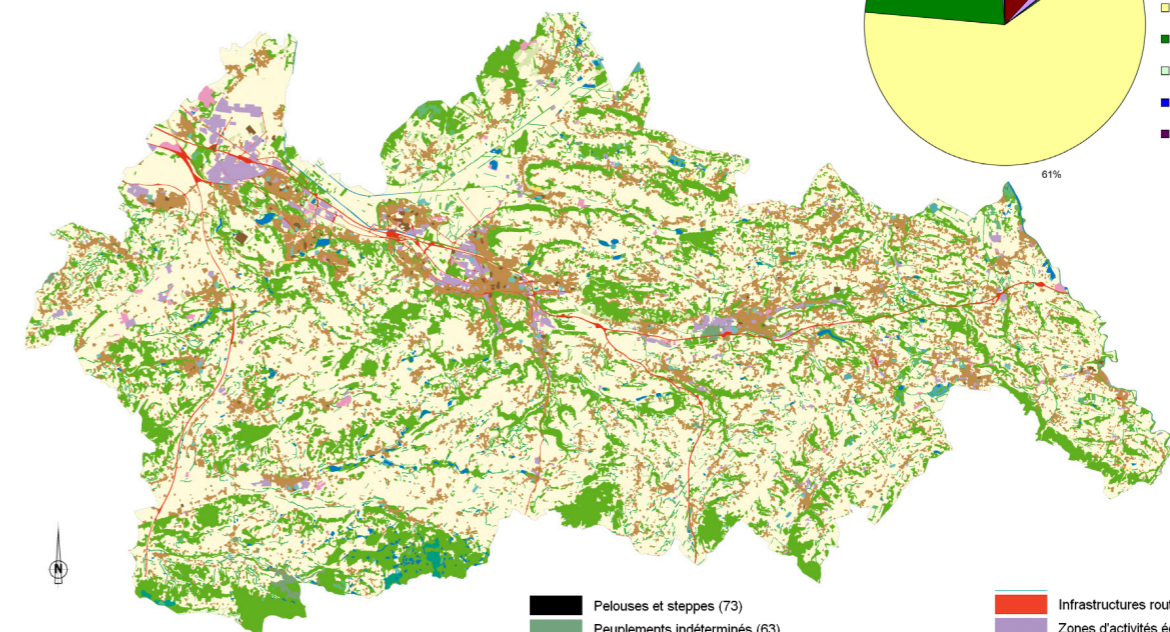 61%
N
Pelouses et steppes (73)
Peuplements indéterminés (63)
Infrastructures rout
Zones d'activités é